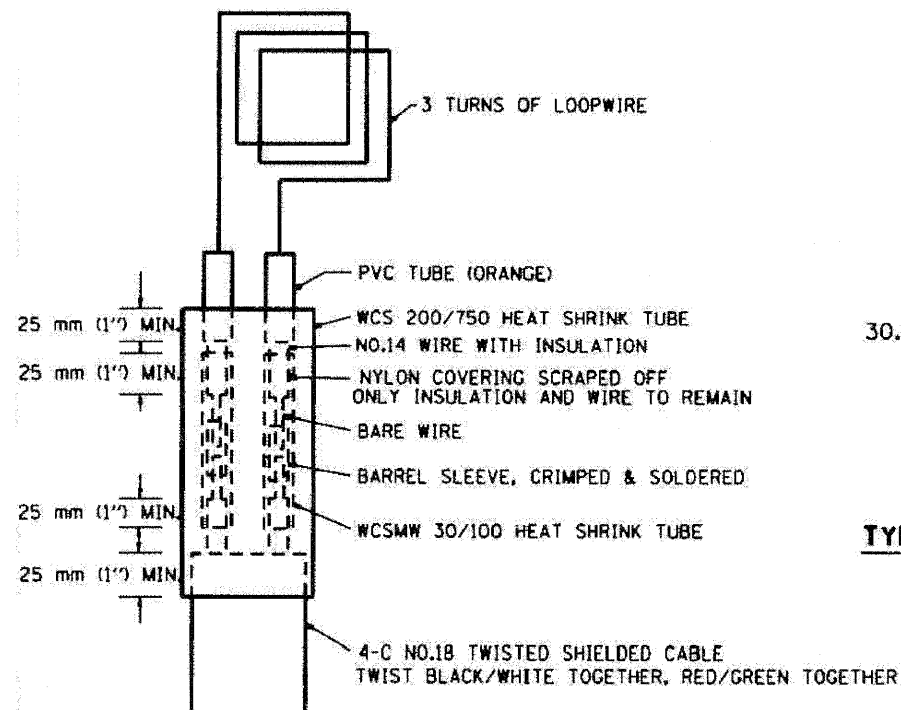 3 TURNS OF LOOPWIRE
PVC TUBE (ORANGE)
25 mm (1") MIN.
WCS 200/750 HEAT SHRINK TUBE
30.
NO.14 WIRE WITH INSULATION
25 mm (1") MIN.
NYLON COVERING SCRAPED OFF
ONLY INSULATION AND WIRE TO REMAIN
BARE WIRE
BARREL SLEEVE, CRIMPED & SOLDERED
25 mm (1") MIN.
WCSMW 30/100 HEAT SHRINK TUBE
TY
25 mm (1") MIN.
4-C NO.18 TWISTED SHIELDED CABLE
TWIST BLACK/WHITE TOGETHER, RED/GREEN TOGETHER